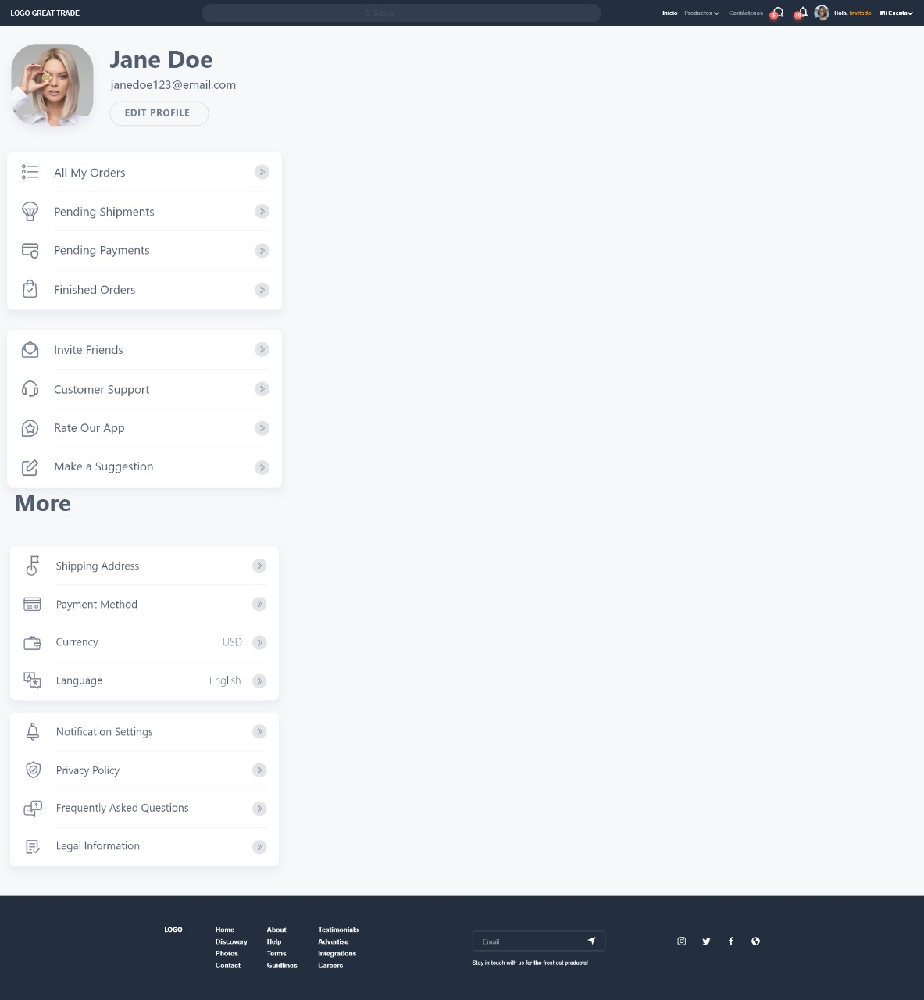 LOGO GREAT TRADE
Buscar
Inicio
Productos
Contáctenos
5
10
Hola, Invitado
Mi Cuenta
Jane Doe
janedoe123@email.com
EDIT PROFILE
All My Orders
Pending Shipments
Pending Payments
Finished Orders
Invite Friends
Customer Support
Rate Our App
Make a Suggestion
More
Shipping Address
Payment Method
Currency USD
Language English
Notification Settings
Privacy Policy
Frequently Asked Questions
Legal Information
LOGO
Home
Discovery
Photos
Contact
About
Help
Terms
Guidlines
Testimonials
Advertise
Integrations
Careers
Email
Stay in touch with us for the freshest products!